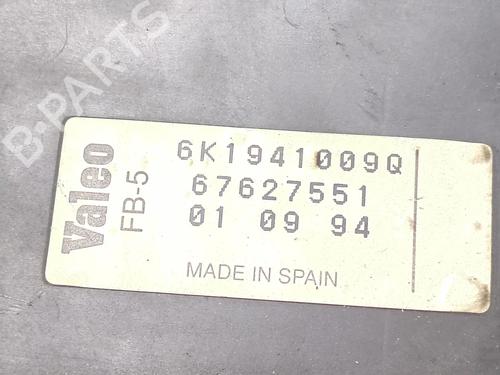 B-PARTS
Valeo
FB-5
6K1941009Q
67627551
01 09 94
MADE IN SPAIN